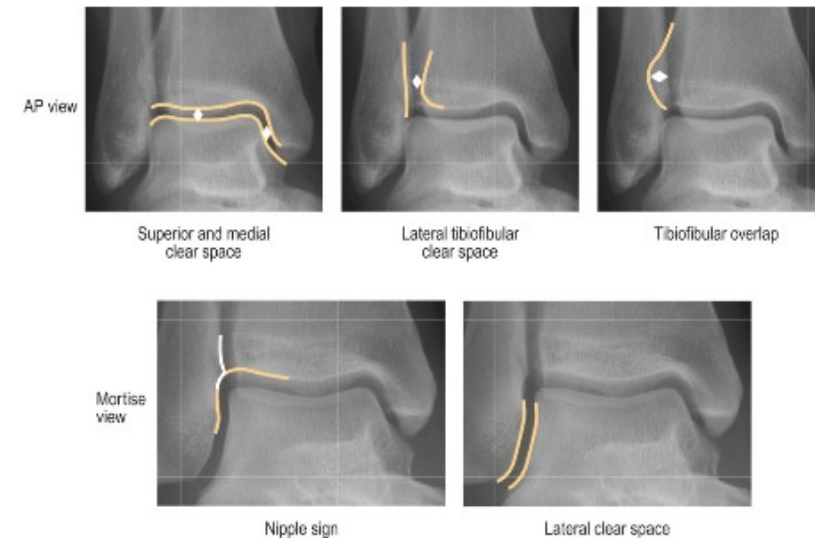 AP view
Superior and medial
clear space
Lateral tibiofibular
clear space
Tibiofibular overlap
Mortise
view
Nipple sign
Lateral clear space